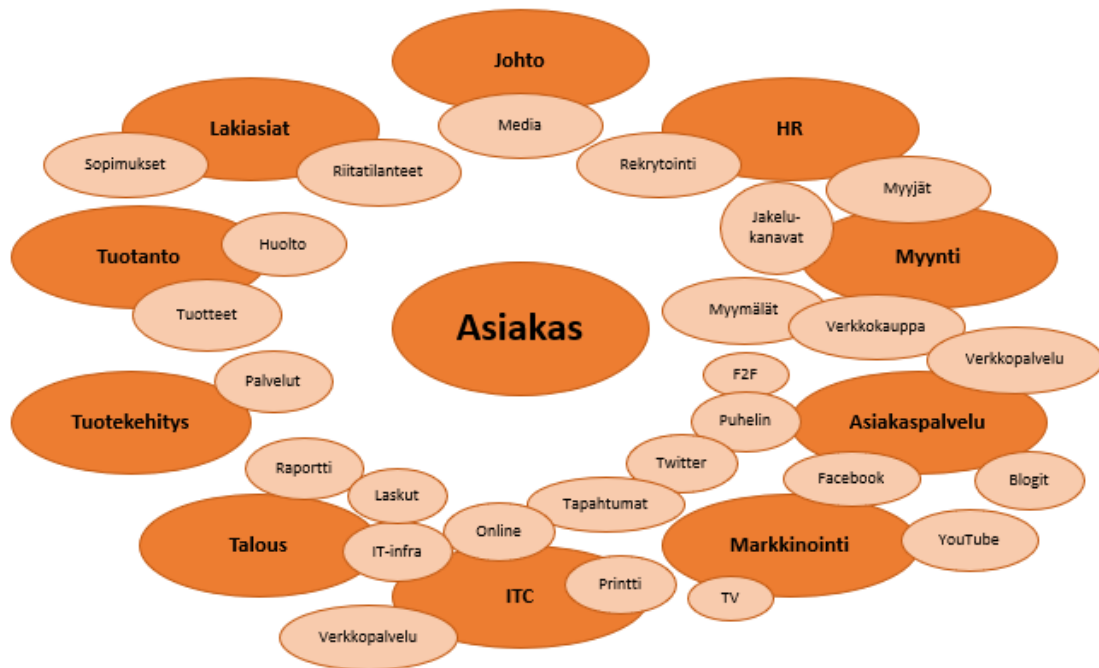 Johto
Media
Lakiasiat
HR
Sopimukset
Riitatilanteet
Rekrytointi
Myyjät
Jakelu-
kanavat
Tuotanto
Huolto
Myynti
Tuotteet
Asiakas
Myymälät
Verkkokauppa
Verkkopalvelu
Palvelut
F2F
Tuotekehitys
Puhelin
Asiakaspalvelu
Raportti
Twitter
Facebook
Blogit
Laskut
Tapahtumat
Online
Talous
IT-infra
Markkinointi
YouTube
Printti
ITC
TV
Verkkopalvelu